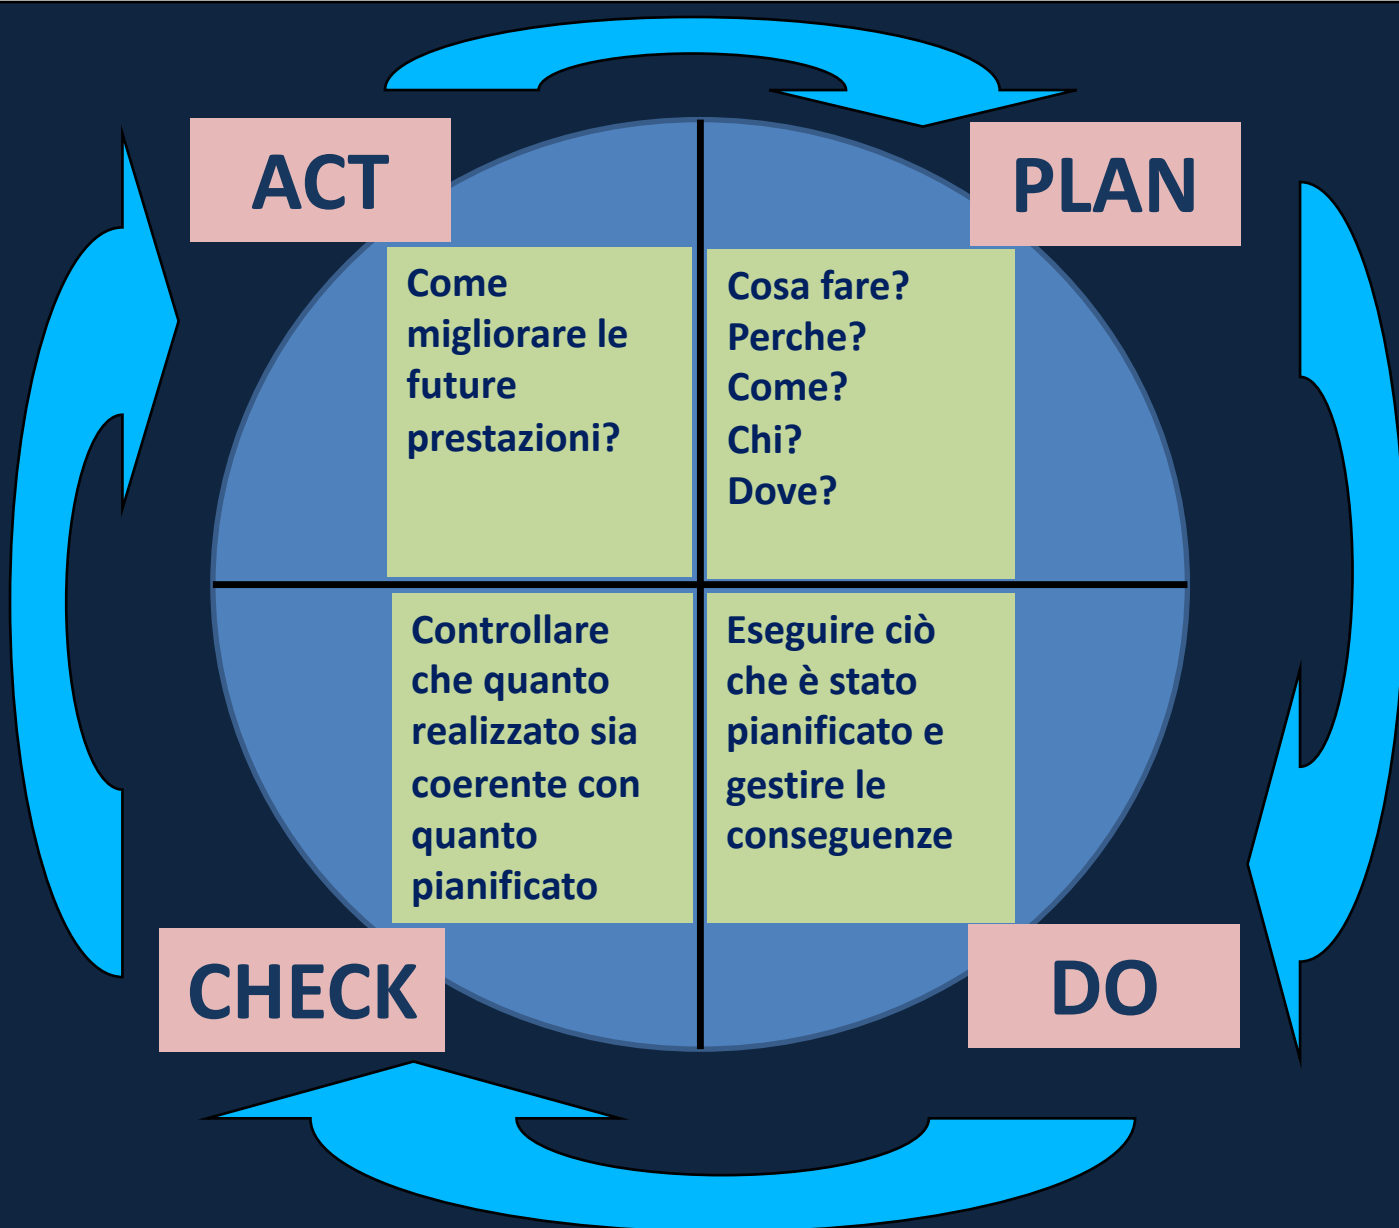 ACT
PLAN
Come
migliorare le
future
prestazioni?
Cosa fare?
Perche?
Come?
Chi?
Dove?
Controllare
che quanto
realizzato sia
coerente con
quanto
pianificato
Eseguire ciò
che è stato
pianificato e
gestire le
conseguenze
CHECK
DO